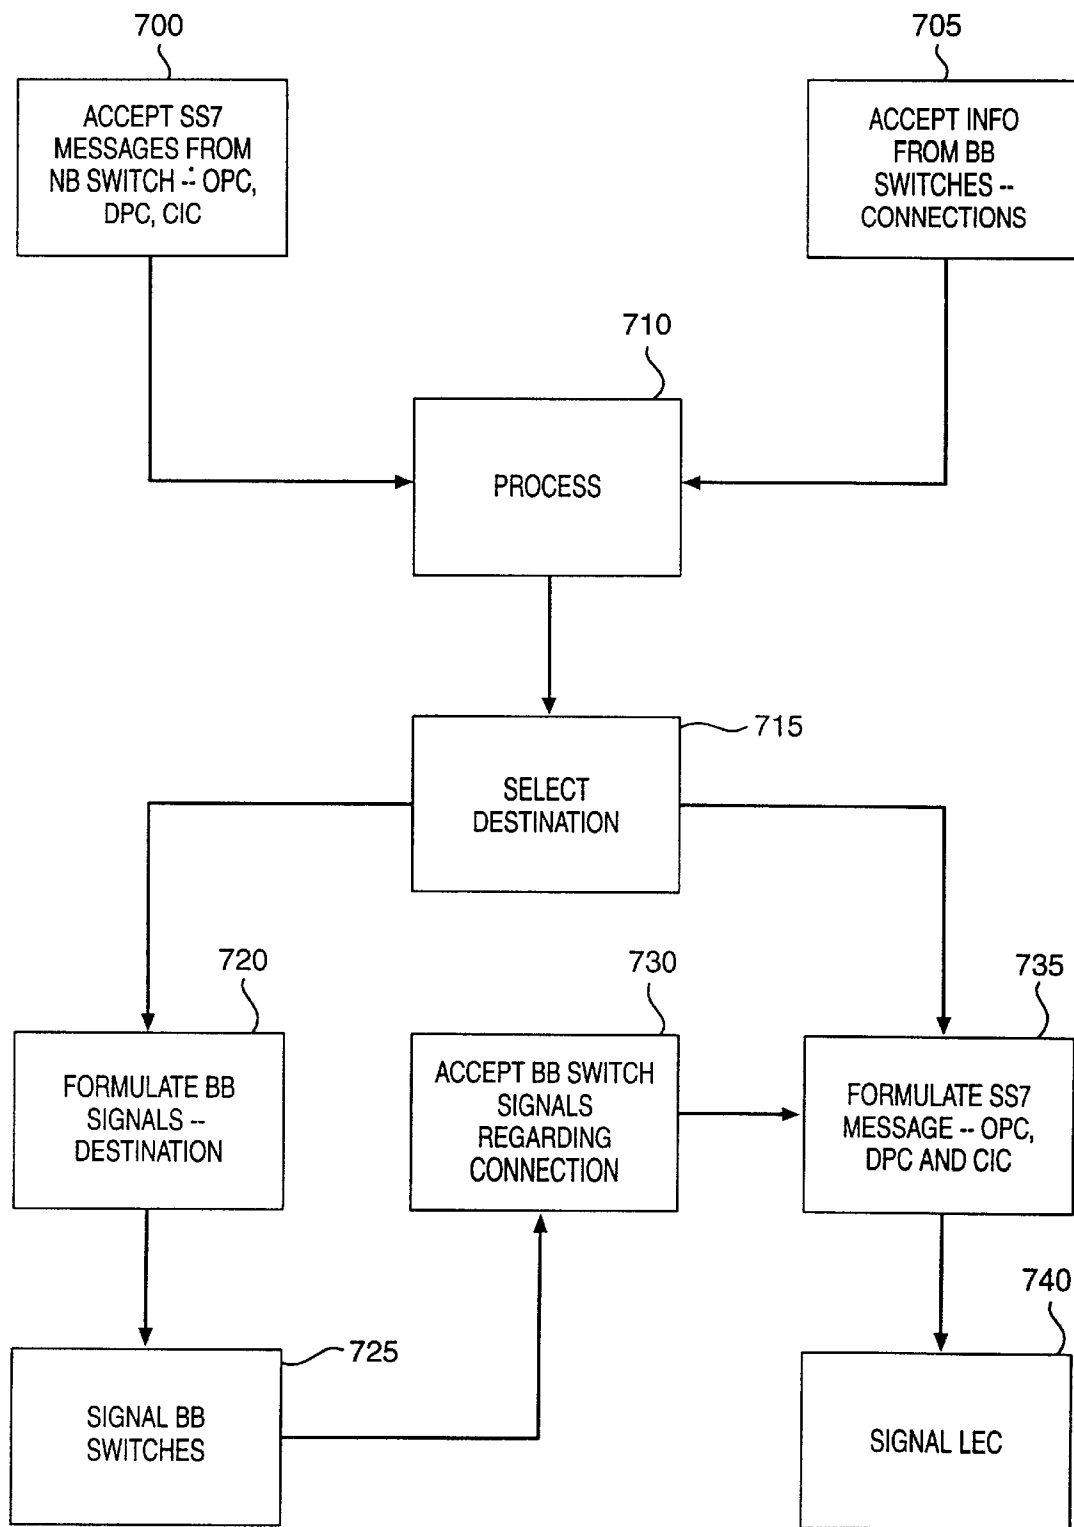 700
ACCEPT SS7
MESSAGES FROM
NB SWITCH -- OPC,
DPC, CIC
705
ACCEPT INFO
FROM BB
SWITCHES --
CONNECTIONS
710
PROCESS
715
SELECT
DESTINATION
720
FORMULATE BB
SIGNALS --
DESTINATION
730
ACCEPT BB SWITCH
SIGNALS
REGARDING
CONNECTION
735
FORMULATE SS7
MESSAGE -- OPC,
DPC AND CIC
725
SIGNAL BB
SWITCHES
740
SIGNAL LEC